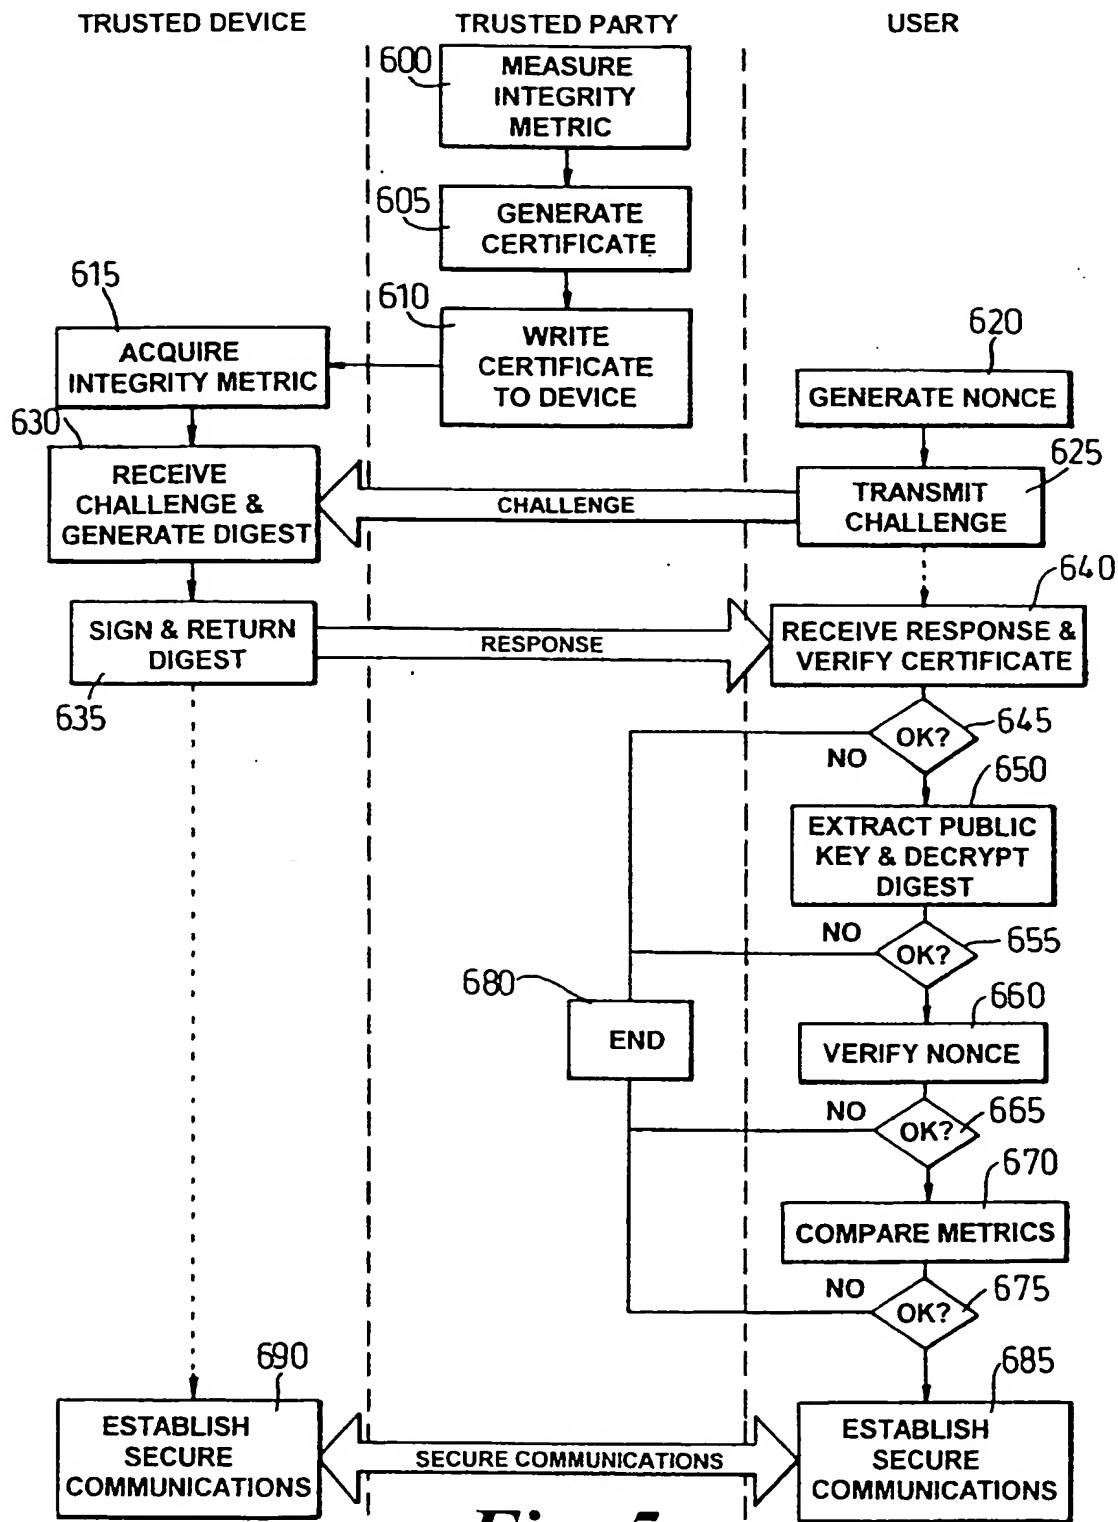 TRUSTED DEVICE
TRUSTED PARTY
USER
600
MEASURE
INTEGRITY
METRIC
605
GENERATE
CERTIFICATE
610
WRITE
CERTIFICATE
TO DEVICE
615
ACQUIRE
INTEGRITY METRIC
620
GENERATE NONCE
625
TRANSMIT
CHALLENGE
CHALLENGE
630
RECEIVE
CHALLENGE &
GENERATE DIGEST
635
SIGN & RETURN
DIGEST
RESPONSE
640
RECEIVE RESPONSE &
VERIFY CERTIFICATE
645
OK?
NO
650
EXTRACT PUBLIC
KEY & DECRYPT
DIGEST
655
OK?
NO
660
VERIFY NONCE
665
OK?
NO
670
COMPARE METRICS
675
OK?
NO
680
END
690
ESTABLISH
SECURE
COMMUNICATIONS
SECURE COMMUNICATIONS
685
ESTABLISH
SECURE
COMMUNICATIONS